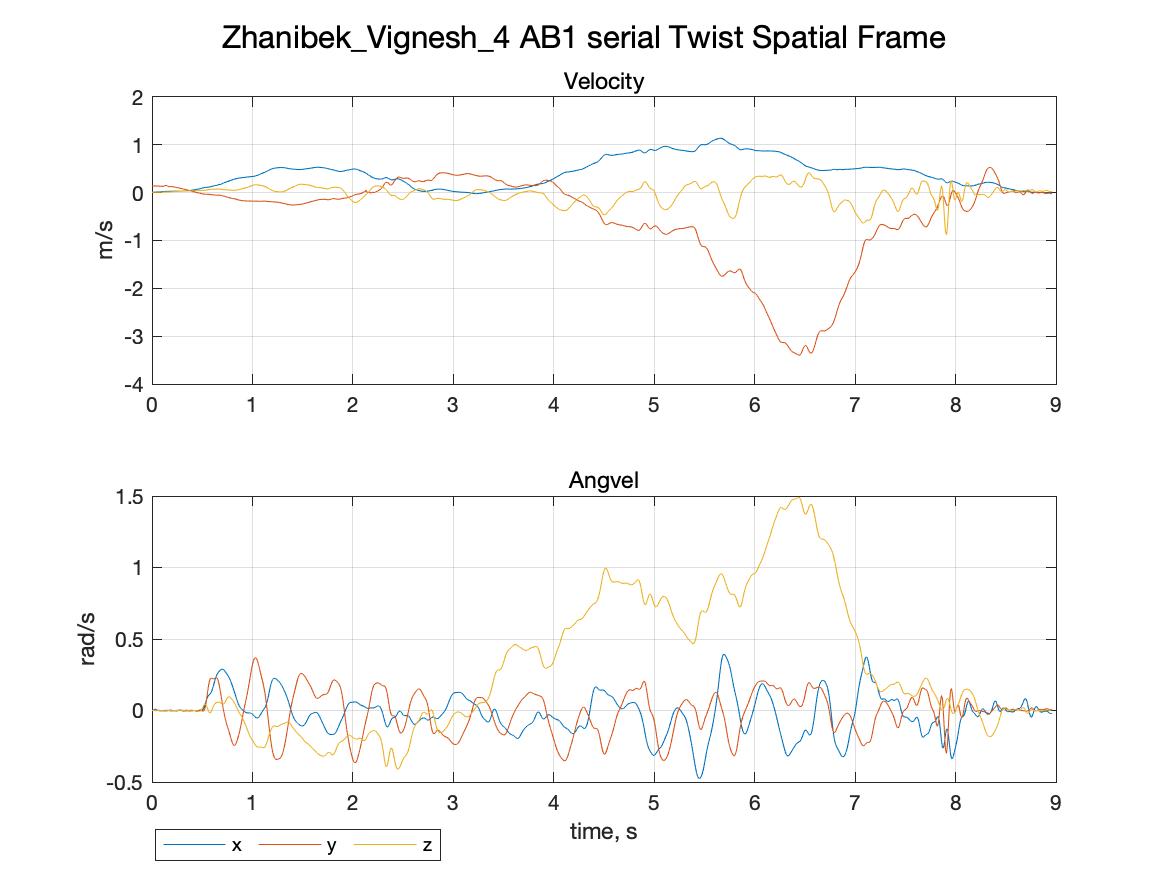 Zhanibek_Vignesh_4 AB1 serial Twist Spatial Frame
Velocity
2
1
0
-1
-2
-3
-4
m/s
0 1 2 3 4 5 6 7 8 9
Angvel
1.5
1
0.5
0
-0.5
rad/s
0 1 2 3 4 5 6 7 8 9
time, s
x y z